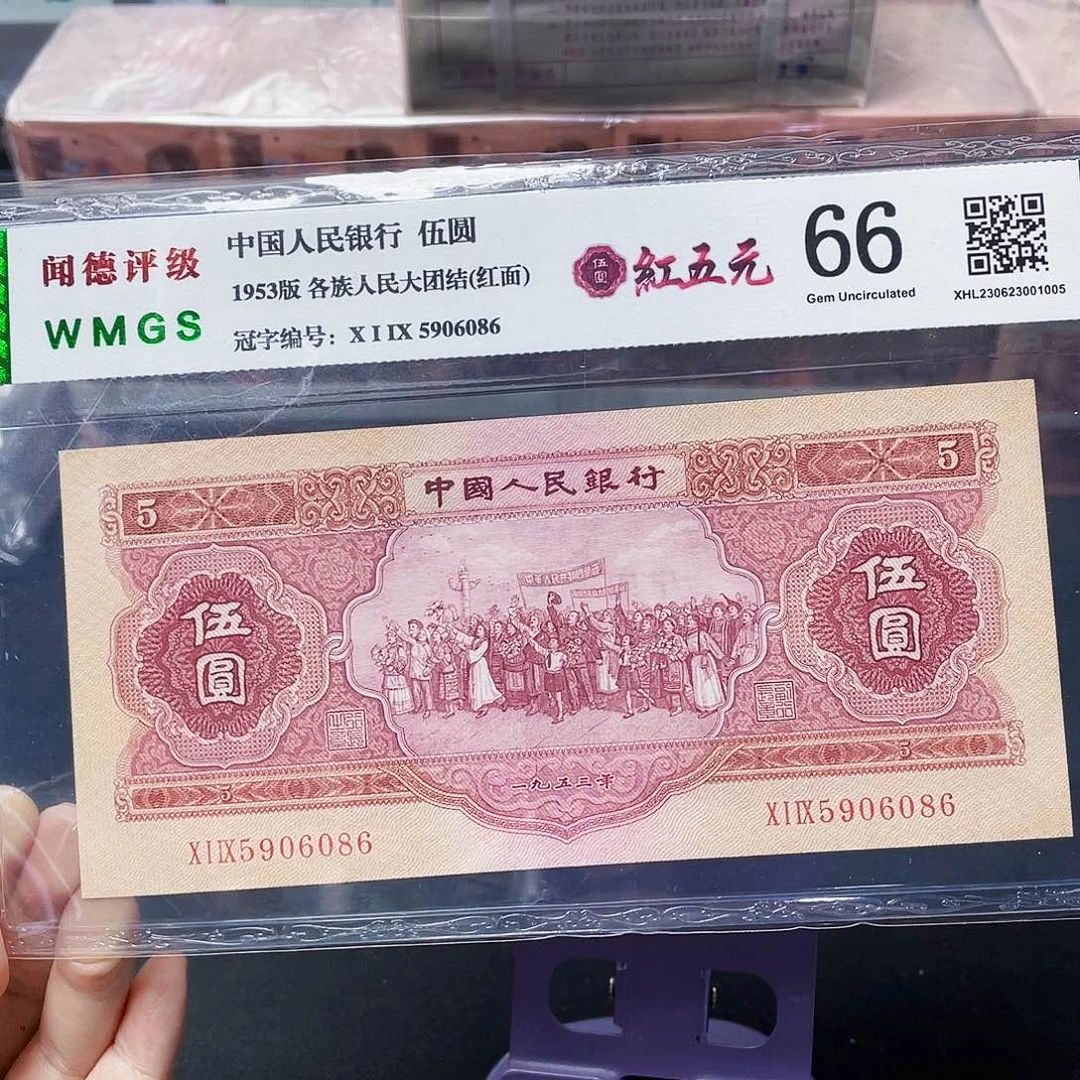 闻德评级
WMGS
中国人民银行 伍圆
1953版 各族人民大团结(红面)
冠字编号：X I IX 5906086
伍圓
紅五元
66
Gem Uncirculated
XHL230623001005
5
中國人民銀行
5
伍圓
伍圓
5
一九五三年
5
XIIX5906086
XIIX5906086